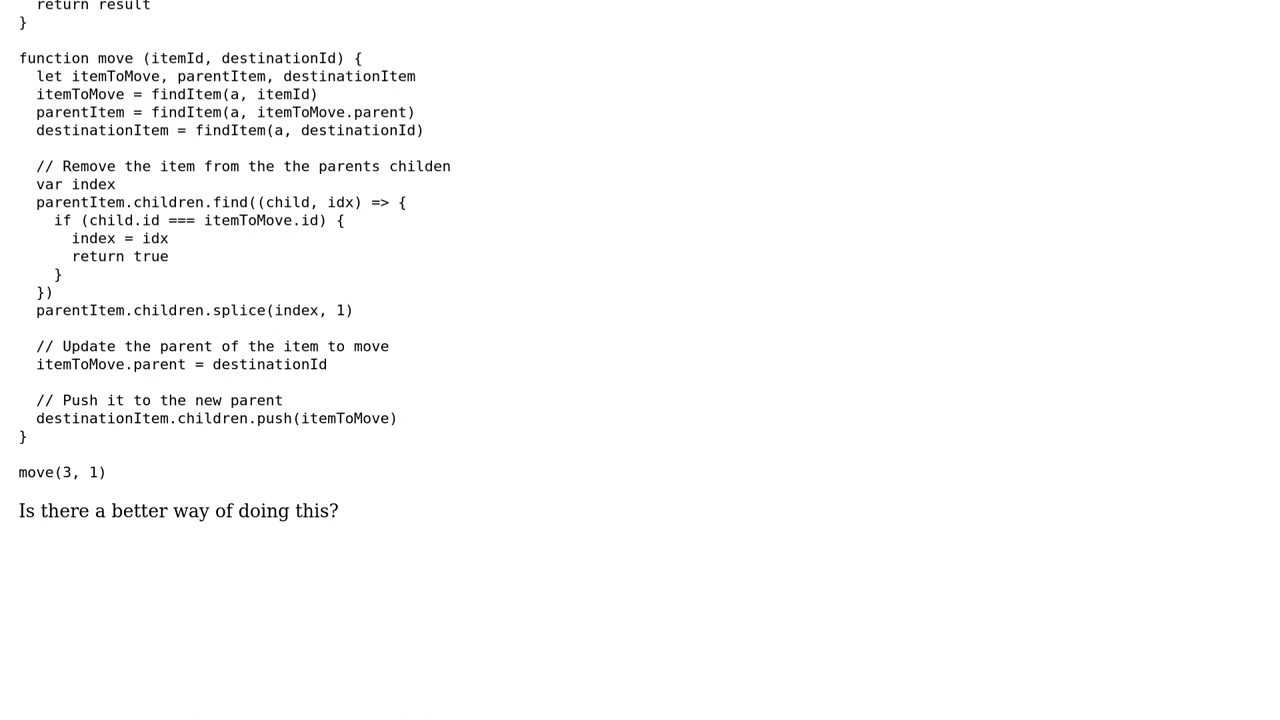 return result
}
function move (itemId, destinationId) {
let itemToMove, parentItem, destinationItem
itemToMove = findItem(a, itemId)
parentItem = findItem(a, itemToMove.parent)
destinationItem = findItem(a, destinationId)
// Remove the item from the the parents childen
var index
parentItem.children.find((child, idx) => {
if (child.id === itemToMove.id) {
index = idx
return true
}
})
parentItem.children.splice(index, 1)
// Update the parent of the item to move
itemToMove.parent = destinationId
// Push it to the new parent
destinationItem.children.push(itemToMove)
}
move(3, 1)
Is there a better way of doing this?